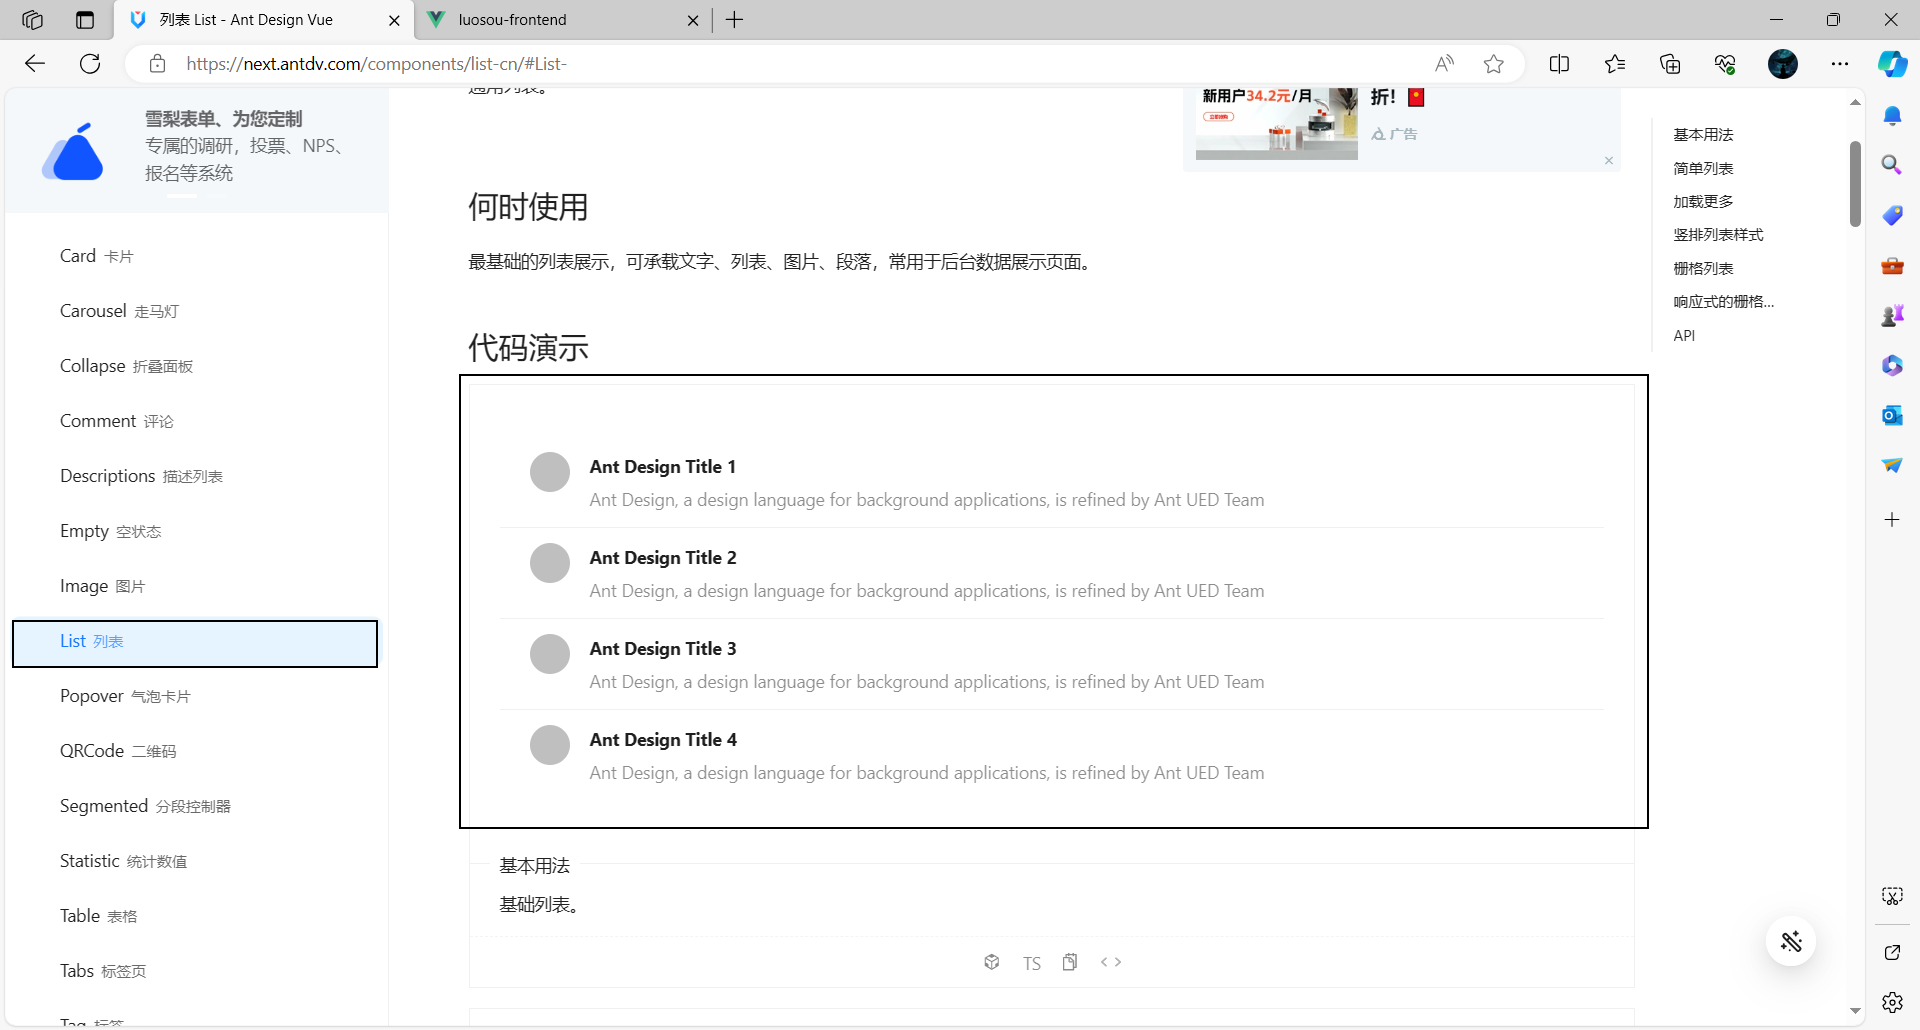 列表 List - Ant Design Vue
luosou-frontend
https://next.antdv.com/components/list-cn/#List-
雪梨表单、为您定制
专属的调研，投票、NPS、
报名等系统
Card 卡片
Carousel 走马灯
Collapse 折叠面板
Comment 评论
Descriptions 描述列表
Empty 空状态
Image 图片
List 列表
Popover 气泡卡片
QRCode 二维码
Segmented 分段控制器
Statistic 统计数值
Table 表格
Tabs 标签页
Tag 标签
通用列表。
新用户34.2元/月
折！
广告
何时使用
最基础的列表展示，可承载文字、列表、图片、段落，常用于后台数据展示页面。
代码演示
Ant Design Title 1
Ant Design, a design language for background applications, is refined by Ant UED Team
Ant Design Title 2
Ant Design, a design language for background applications, is refined by Ant UED Team
Ant Design Title 3
Ant Design, a design language for background applications, is refined by Ant UED Team
Ant Design Title 4
Ant Design, a design language for background applications, is refined by Ant UED Team
基本用法
基础列表。
TS
基本用法
简单列表
加载更多
竖排列表样式
栅格列表
响应式的栅格...
API